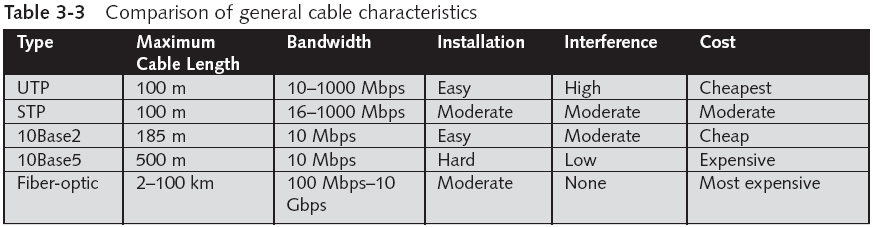 Table 3-3 Comparison of general cable characteristics
Type Maximum Cable Length Bandwidth Installation Interference Cost
UTP 100 m 10–1000 Mbps Easy High Cheapest
STP 100 m 16–1000 Mbps Moderate Moderate Moderate
10Base2 185 m 10 Mbps Easy Moderate Cheap
10Base5 500 m 10 Mbps Hard Low Expensive
Fiber-optic 2–100 km 100 Mbps–10 Gbps Moderate None Most expensive